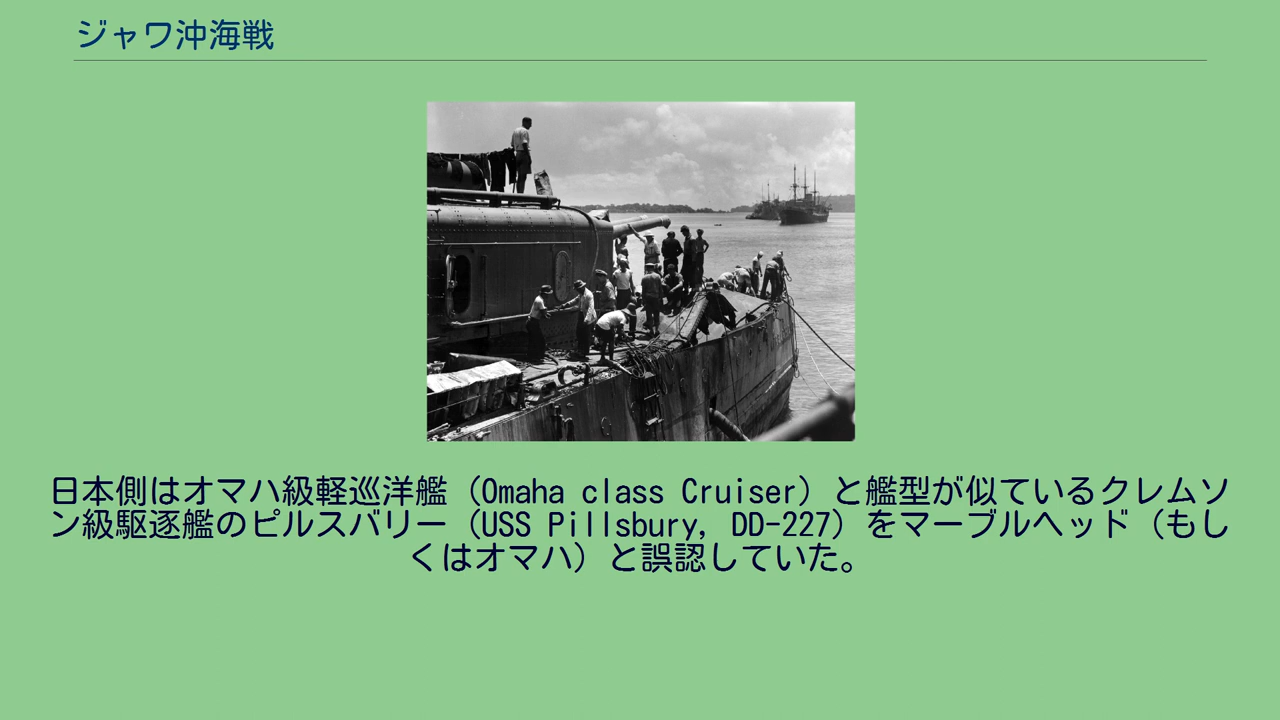 ジャワ沖海戦
日本側はオマハ級軽巡洋艦（Omaha class Cruiser）と艦型が似ているクレムソ
ン級駆逐艦のピルスバリー（USS Pillsbury, DD-227）をマーブルヘッド（もし
くはオマハ）と誤認していた。